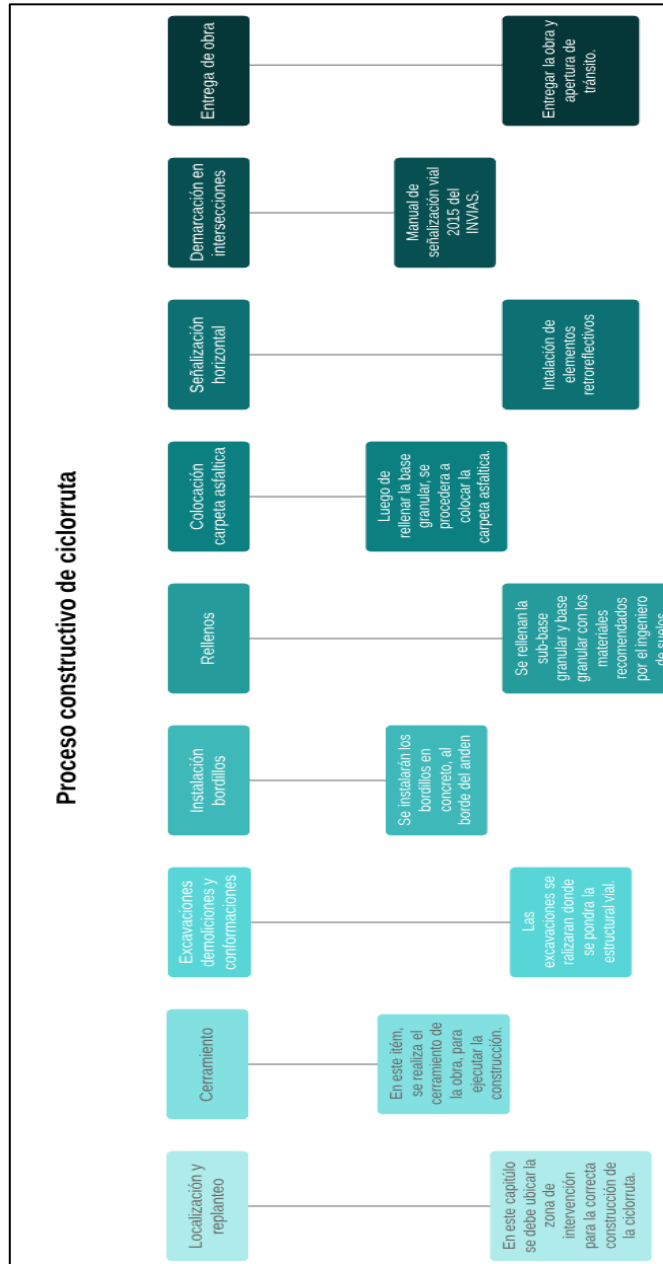 Proceso constructivo de ciclorruta
Localización y
replanteo
En este capitúlo
se debe ubicar la
zona de
intervención
para la correcta
construcción de
la ciclorruta.
Cerramiento
En este itém,
se realiza el
cerramiento de
la obra, para
ejecutar la
construcción.
Excavaciones
demoliciones y
conformaciones
Las
excavaciones se
ralizaran donde
se pondra la
estructural vial.
Instalación
bordillos
Se instalarán los
bordillos en
concreto, al
borde del anden
Rellenos
Se rellenan la
sub-base
granular y base
granular con los
materiales
recomendados
por el ingeniero
de suelos
Colocación
carpeta asfaltica
Luego de
rellenar la base
granular, se
procedera a
colocar la
carpeta asfaltica.
Señalización
horizontal
Intalación de
elementos
retroreflectivos
Demarcación en
intersecciones
Manual de
señalización vial
2015 del
INVIAS.
Entrega de obra
Entregar la obra y
apertura de
tránsito.